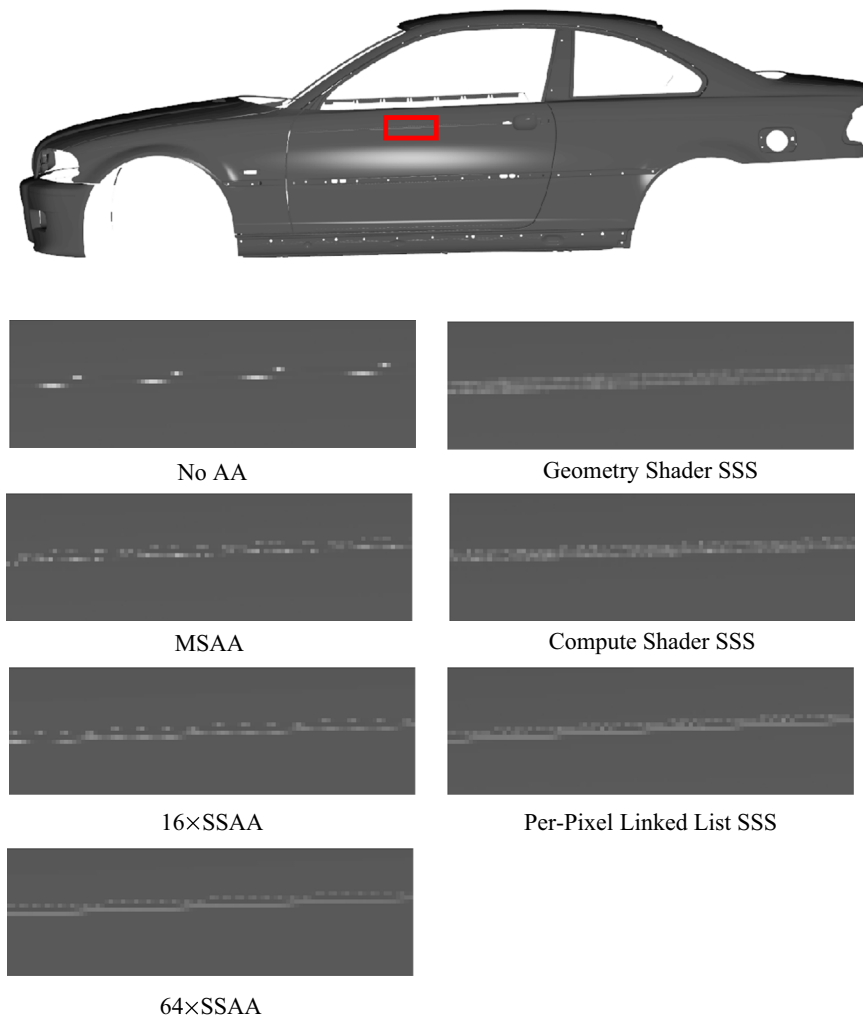 No AA
Geometry Shader SSS
MSAA
Compute Shader SSS
16×SSAA
Per-Pixel Linked List SSS
64×SSAA